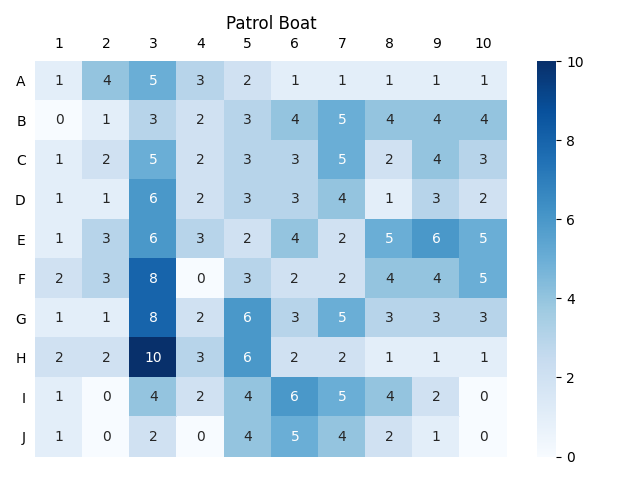 Patrol Boat
1 2 3 4 5 6 7 8 9 10
A 1 4 5 3 2 1 1 1 1 1
B 0 1 3 2 3 4 5 4 4 4
C 1 2 5 2 3 3 5 2 4 3
D 1 1 6 2 3 3 4 1 3 2
E 1 3 6 3 2 4 2 5 6 5
F 2 3 8 0 3 2 2 4 4 5
G 1 1 8 2 6 3 5 3 3 3
H 2 2 10 3 6 2 2 1 1 1
I 1 0 4 2 4 6 5 4 2 0
J 1 0 2 0 4 5 4 2 1 0
10
8
6
4
2
0